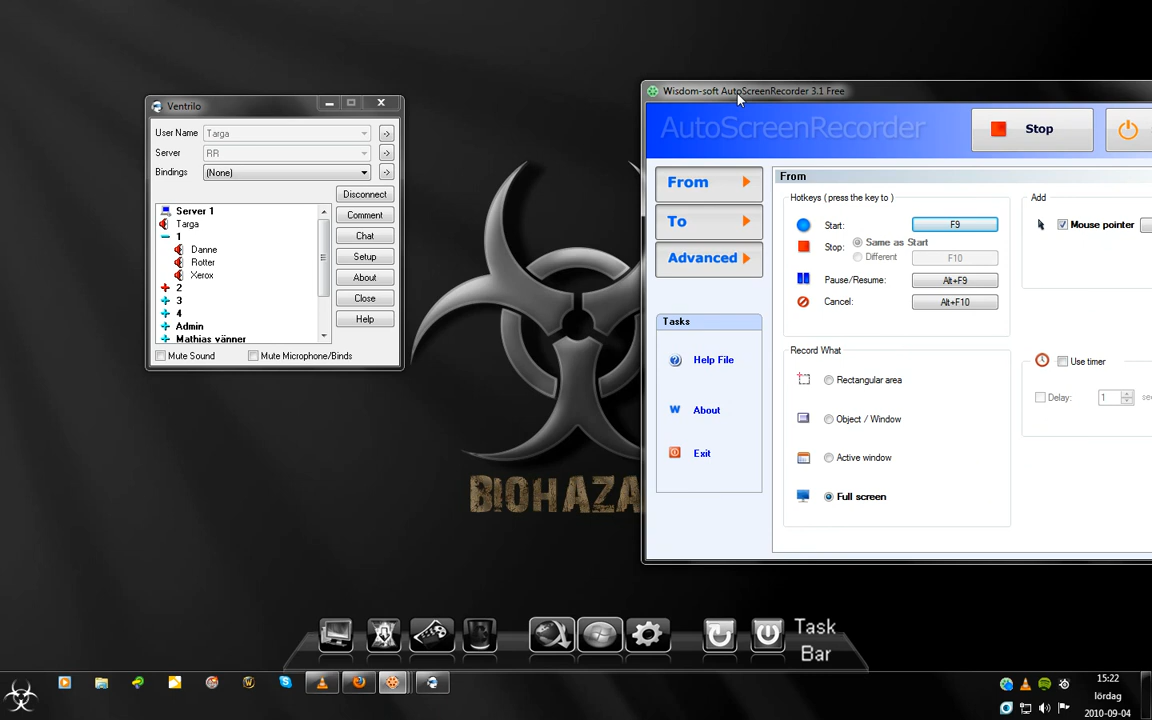 Ventrilo
User Name Targa ->
Server RR ->
Bindings (None) ->
Server 1
Targa
1
Danne
Rotter
Xerox
2
3
4
Admin
Mathias vänner
Disconnect
Comment
Chat
Setup
About
Close
Help
Mute Sound Mute Microphone/Binds
Wisdom-soft AutoScreenRecorder 3.1 Free
AutoScreenRecorder
Stop
From
To
Advanced
Tasks
Help File
W About
Exit
From
Hotkeys ( press the key to )
Start: F9
Stop: Same as Start
Different F10
Pause/Resume: Alt+F9
Cancel: Alt+F10
Record What
Rectangular area
Object / Window
Active window
Full screen
Add
Mouse pointer
Use timer
Delay: 1
BIOHAZA
Task
Bar
15:22
lördag
2010-09-04